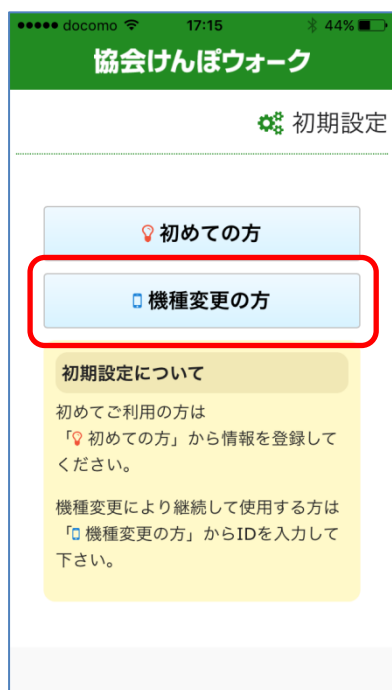 docomo 17:15 44%
協会けんぽウォーク
初期設定
初めての方
機種変更の方
初期設定について
初めてご利用の方は
「 初めての方」から情報を登録して
ください。
機種変更により継続して使用する方は
「 機種変更の方」からIDを入力して
下さい。